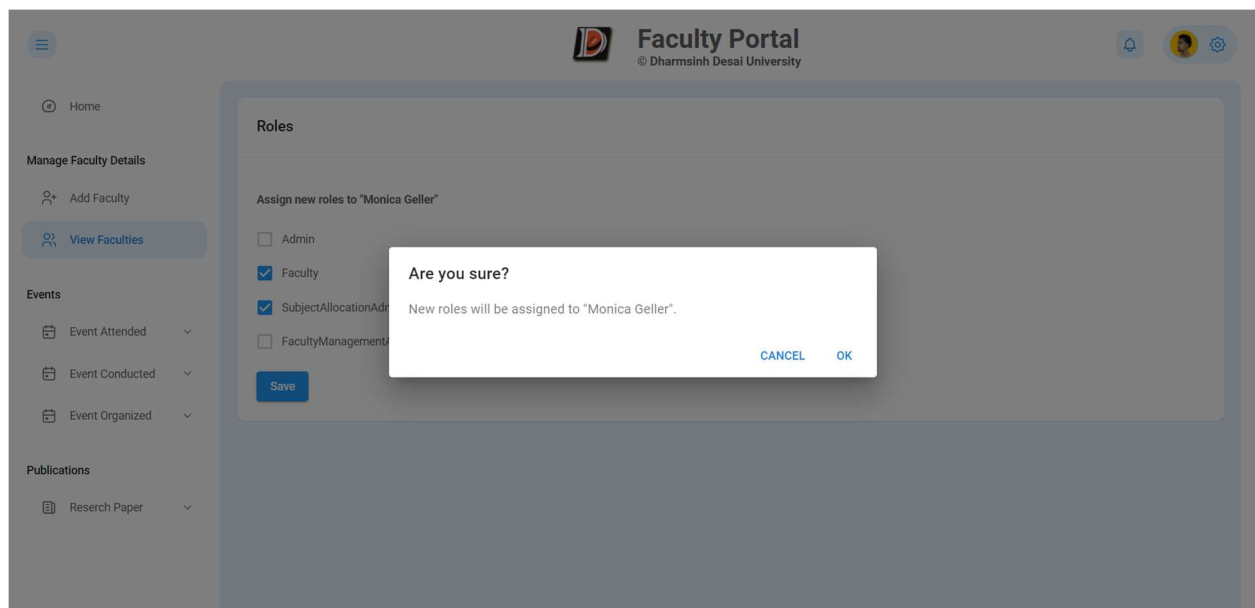 Faculty Portal
© Dharmsinh Desai University
Home
Manage Faculty Details
Add Faculty
View Faculties
Events
Event Attended
Event Conducted
Event Organized
Publications
Reserch Paper
Roles
Assign new roles to "Monica Geller"
Admin
Faculty
SubjectAllocationAdm
FacultyManagementA
Save
Are you sure?
New roles will be assigned to "Monica Geller".
CANCEL OK